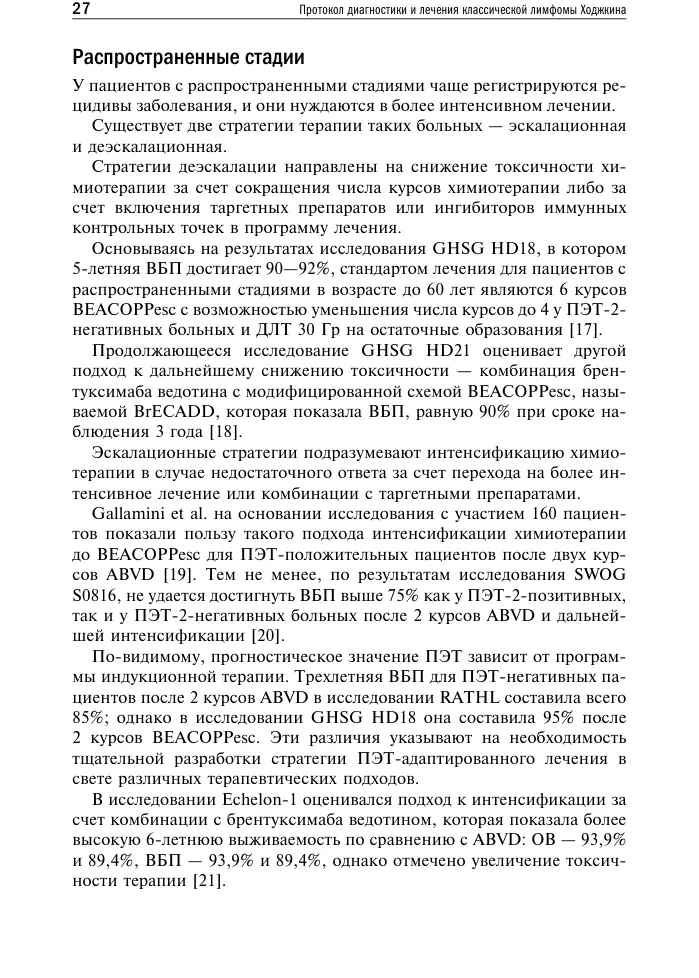 27
Протокол диагностики и лечения классической лимфомы Ходжкина
Распространенные стадии
У пациентов с распространенными стадиями чаще регистрируются ре-
цидивы заболевания, и они нуждаются в более интенсивном лечении.
Существует две стратегии терапии таких больных — эскалационная
и деэскалационная.
Стратегии деэскалации направлены на снижение токсичности хи-
миотерапии за счет сокращения числа курсов химиотерапии либо за
счет включения таргетных препаратов или ингибиторов иммунных
контрольных точек в программу лечения.
Основываясь на результатах исследования GHSG HD18, в котором
5-летняя ВБП достигает 90—92%, стандартом лечения для пациентов с
распространенными стадиями в возрасте до 60 лет являются 6 курсов
BEACOPPesc с возможностью уменьшения числа курсов до 4 у ПЭТ-2-
негативных больных и ДЛТ 30 Гр на остаточные образования [17].
Продолжающееся исследование GHSG HD21 оценивает другой
подход к дальнейшему снижению токсичности — комбинация брен-
туксимаба ведотина с модифицированной схемой BEACOPPesc, назы-
ваемой BrECADD, которая показала ВБП, равную 90% при сроке на-
блюдения 3 года [18].
Эскалационные стратегии подразумевают интенсификацию химио-
терапии в случае недостаточного ответа за счет перехода на более ин-
тенсивное лечение или комбинации с таргетными препаратами.
Gallamini et al. на основании исследования с участием 160 пациен-
тов показали пользу такого подхода интенсификации химиотерапии
до BEACOPPesc для ПЭТ-положительных пациентов после двух кур-
сов ABVD [19]. Тем не менее, по результатам исследования SWOG
S0816, не удается достигнуть ВБП выше 75% как у ПЭТ-2-позитивных,
так и у ПЭТ-2-негативных больных после 2 курсов ABVD и дальней-
шей интенсификации [20].
По-видимому, прогностическое значение ПЭТ зависит от програм-
мы индукционной терапии. Трехлетняя ВБП для ПЭТ-негативных па-
циентов после 2 курсов ABVD в исследовании RATHL составила всего
85%; однако в исследовании GHSG HD18 она составила 95% после
2 курсов BEACOPPesc. Эти различия указывают на необходимость
тщательной разработки стратегии ПЭТ-адаптированного лечения в
свете различных терапевтических подходов.
В исследовании Echelon-1 оценивался подход к интенсификации за
счет комбинации с брентуксимаба ведотином, которая показала более
высокую 6-летнюю выживаемость по сравнению с ABVD: ОВ — 93,9%
и 89,4%, ВБП — 93,9% и 89,4%, однако отмечено увеличение токсич-
ности терапии [21].